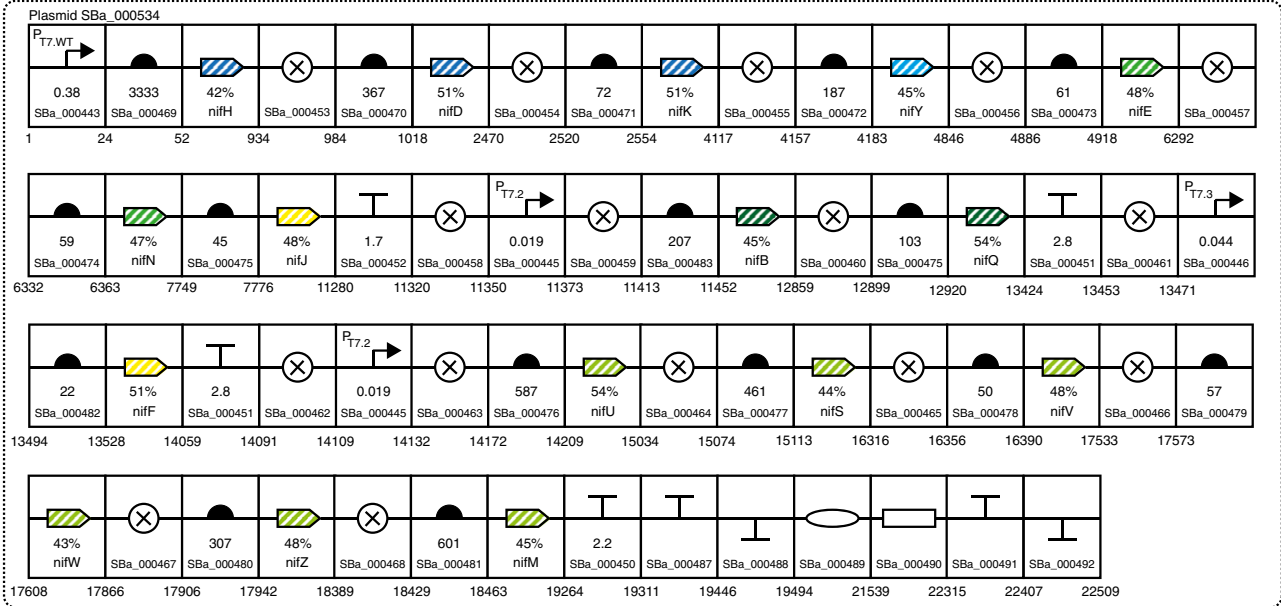 Plasmid SBa_000534
PT7.WT
0.38 3333 42% 367 51% 72 51% 187 45% 61 48%
nifH nifD nifK nifY nifE
SBa_000443 SBa_000469 SBa_000453 SBa_000470 SBa_000454 SBa_000471 SBa_000455 SBa_000472 SBa_000456 SBa_000473 SBa_000457
1 24 52 934 984 1018 2470 2520 2554 4117 4157 4183 4846 4886 4918 6292
PT7.2 PT7.3
59 47% 45 48% 1.7 0.019 207 45% 103 54% 2.8 0.044
nifN nifJ nifB nifQ
SBa_000474 SBa_000475 SBa_000452 SBa_000458 SBa_000445 SBa_000459 SBa_000483 SBa_000460 SBa_000475 SBa_000451 SBa_000461 SBa_000446
6332 6363 7749 7776 11280 11320 11350 11373 11413 11452 12859 12899 12920 13424 13453 13471
PT7.2
22 51% 2.8 0.019 587 54% 461 44% 50 48% 57
nifF nifU nifS nifV
SBa_000482 SBa_000451 SBa_000462 SBa_000445 SBa_000463 SBa_000476 SBa_000464 SBa_000477 SBa_000465 SBa_000478 SBa_000466 SBa_000479
13494 13528 14059 14091 14109 14132 14172 14209 15034 15074 15113 16316 16356 16390 17533 17573
43% 307 48% 601 45% 2.2
nifW nifZ nifM
SBa_000467 SBa_000480 SBa_000468 SBa_000481 SBa_000450 SBa_000487 SBa_000488 SBa_000489 SBa_000490 SBa_000491 SBa_000492
17608 17866 17906 17942 18389 18429 18463 19264 19311 19446 19494 21539 22315 22407 22509